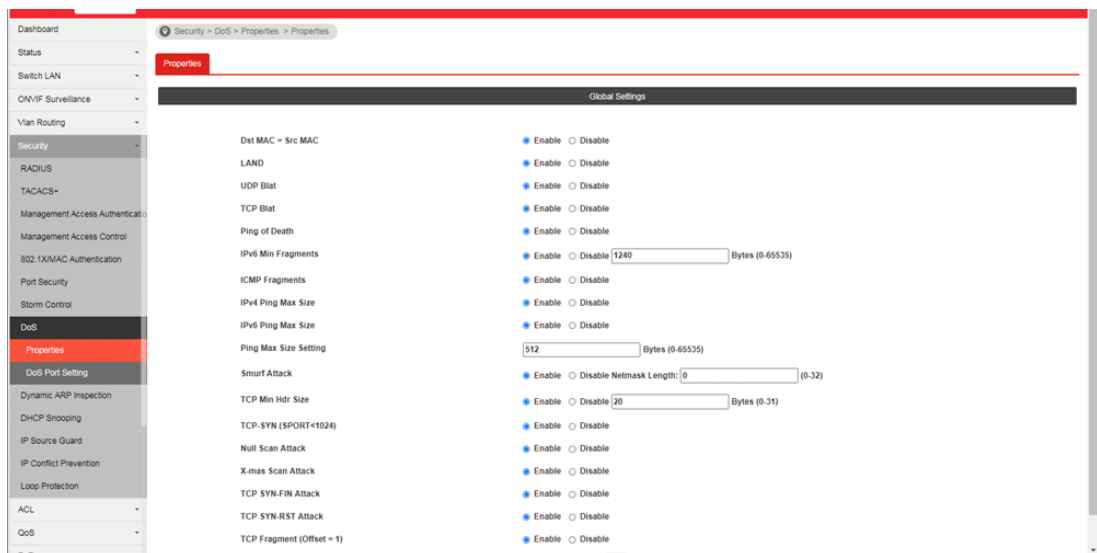 Dashboard
Status
Switch LAN
ONVIF Surveillance
Vlan Routing
Security
RADIUS
TACACS+
Management Access Authenticatio
Management Access Control
802.1X/MAC Authentication
Port Security
Storm Control
DoS
Properties
DoS Port Setting
Dynamic ARP Inspection
DHCP Snooping
IP Source Guard
IP Conflict Prevention
Loop Protection
ACL
QoS
Security > DoS > Properties > Properties
Properties
Global Settings
Dst MAC = Src MAC Enable Disable
LAND Enable Disable
UDP Blat Enable Disable
TCP Blat Enable Disable
Ping of Death Enable Disable
IPv6 Min Fragments Enable Disable 1240 Bytes (0-65535)
ICMP Fragments Enable Disable
IPv4 Ping Max Size Enable Disable
IPv6 Ping Max Size Enable Disable
Ping Max Size Setting 512 Bytes (0-65535)
Smurf Attack Enable Disable Netmask Length: 0 (0-32)
TCP Min Hdr Size Enable Disable 20 Bytes (0-31)
TCP-SYN (SPORT<1024) Enable Disable
Null Scan Attack Enable Disable
X-mas Scan Attack Enable Disable
TCP SYN-FIN Attack Enable Disable
TCP SYN-RST Attack Enable Disable
TCP Fragment (Offset = 1) Enable Disable